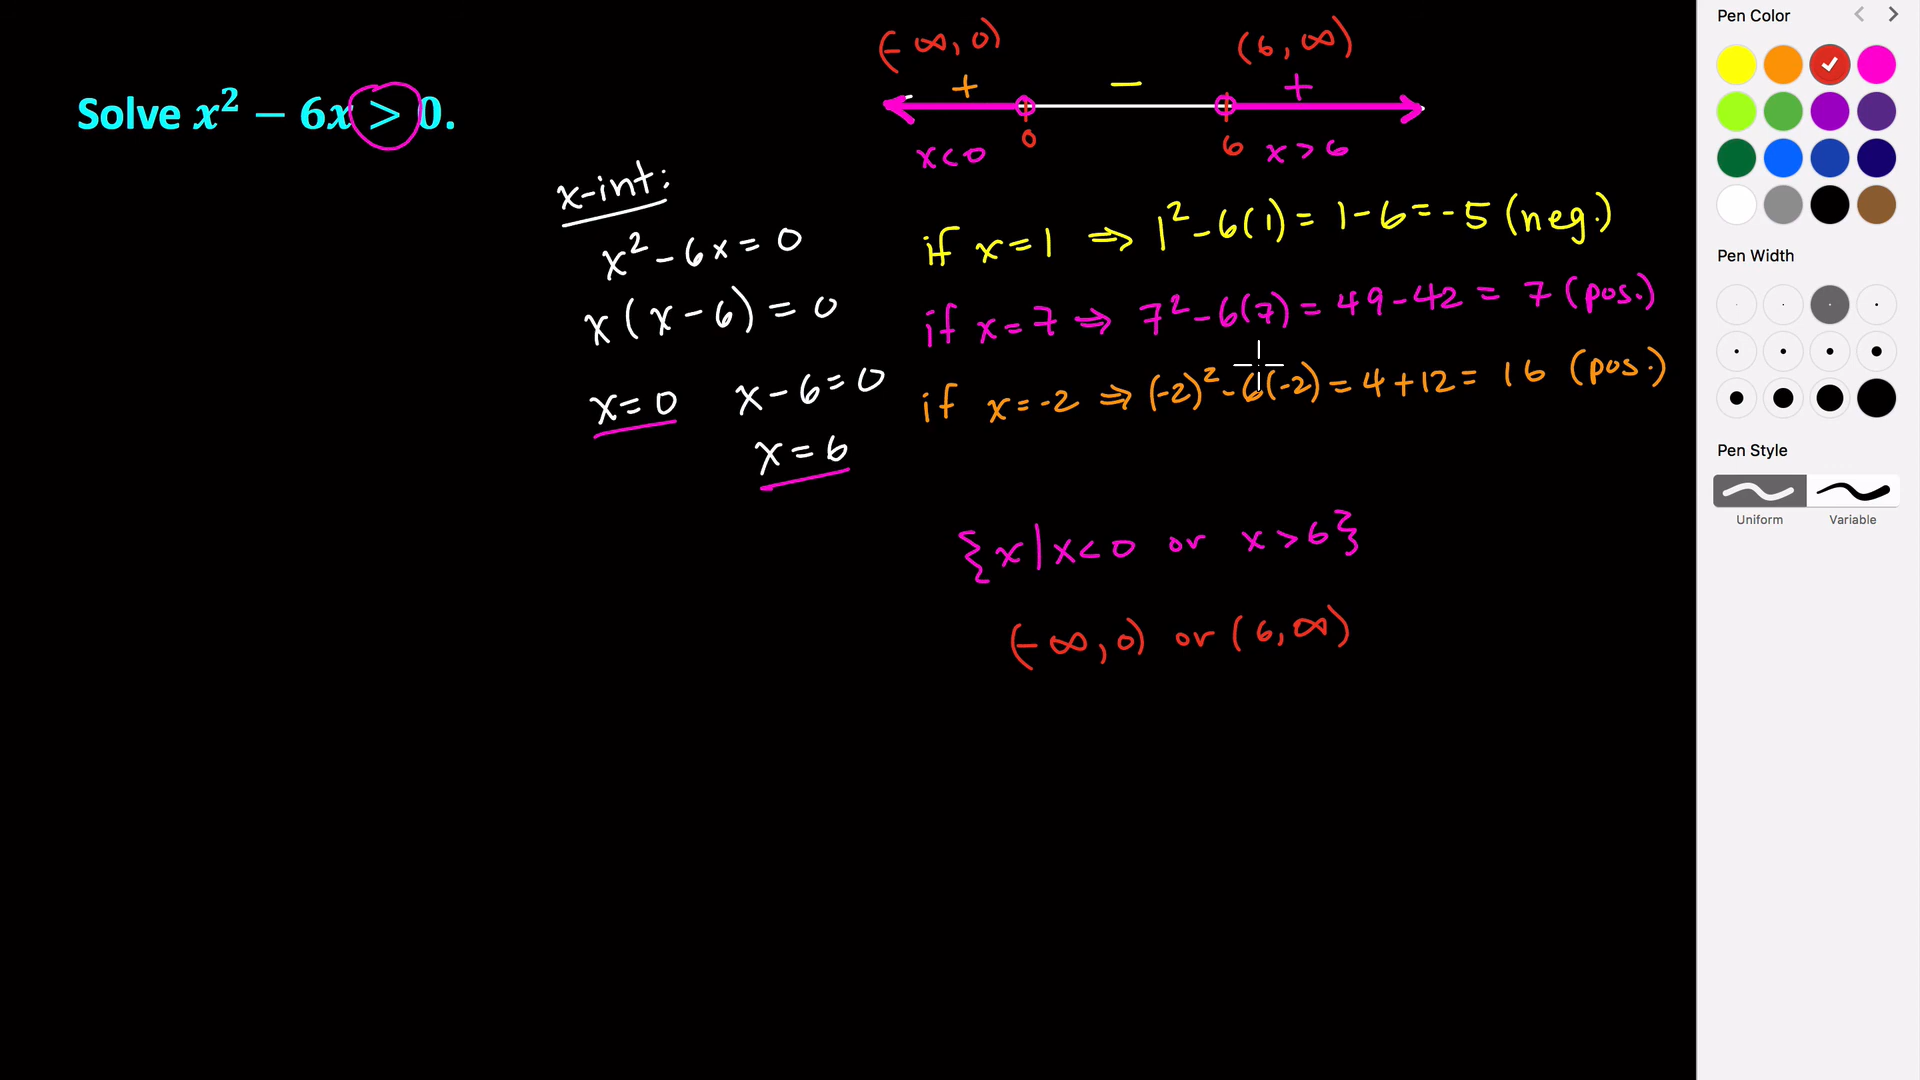 Solve x² − 6x > 0.
(-∞, 0) (6, ∞)
+ − +
0 6
x<0 x>6
x-int:
x² - 6x = 0
x(x-6) = 0
x=0 x-6=0
x=6
if x=1 ⇒ 1² - 6(1) = 1-6 = -5 (neg.)
if x=7 ⇒ 7² - 6(7) = 49-42 = 7 (pos.)
if x=-2 ⇒ (-2)² - 6(-2) = 4+12 = 16 (pos.)
{x|x<0 or x>6}
(-∞, 0) or (6, ∞)
Pen Color
Pen Width
Pen Style
Uniform Variable